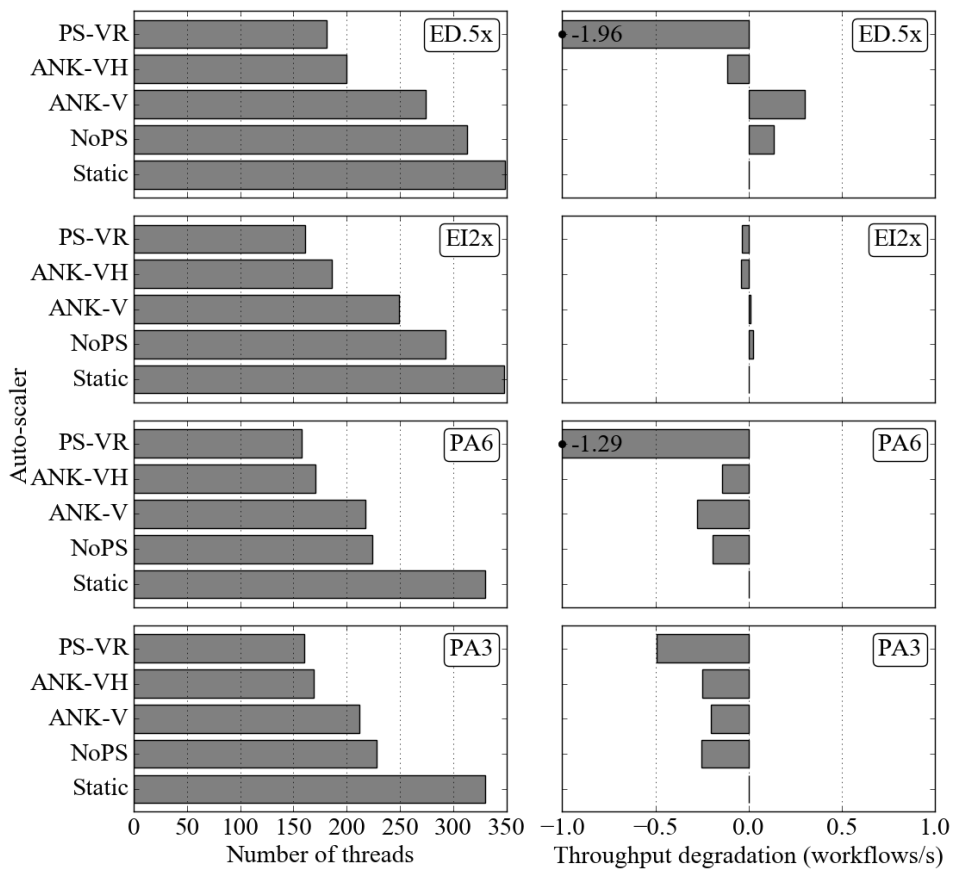 PS-VR
ANK-VH
ANK-V
NoPS
Static
ED.5x
-1.96
ED.5x
PS-VR
ANK-VH
ANK-V
NoPS
Static
EI2x
EI2x
Auto-scaler
PS-VR
ANK-VH
ANK-V
NoPS
Static
PA6
-1.29
PA6
PS-VR
ANK-VH
ANK-V
NoPS
Static
PA3
PA3
0 50 100 150 200 250 300 350
Number of threads
−1.0 −0.5 0.0 0.5 1.0
Throughput degradation (workflows/s)